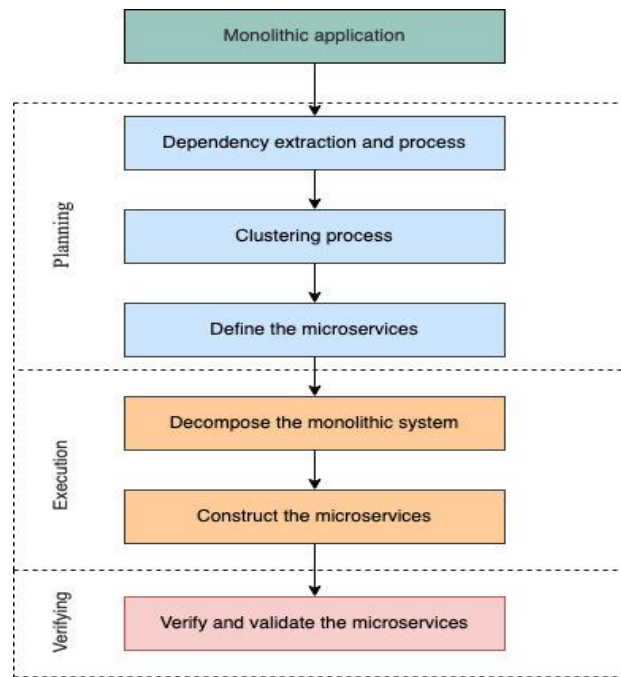 Monolithic application
Planning
Dependency extraction and process
Clustering process
Define the microservices
Execution
Decompose the monolithic system
Construct the microservices
Verifying
Verify and validate the microservices